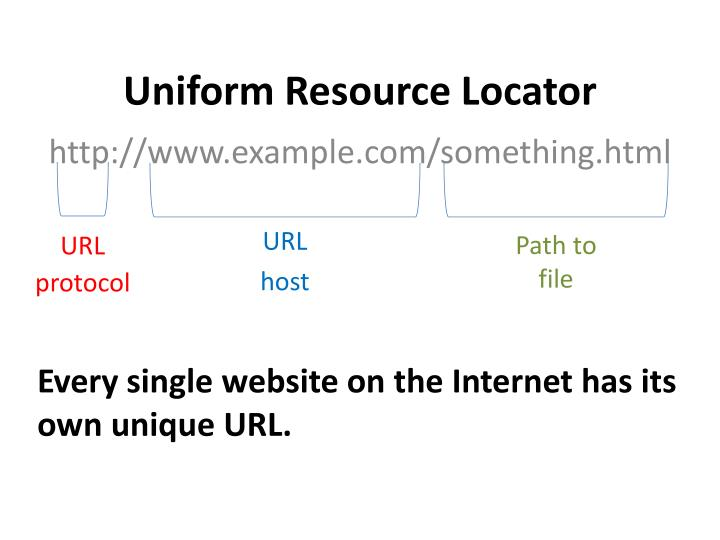 Uniform Resource Locator
http://www.example.com/something.html
URL
protocol
URL
host
Path to
file
Every single website on the Internet has its
own unique URL.